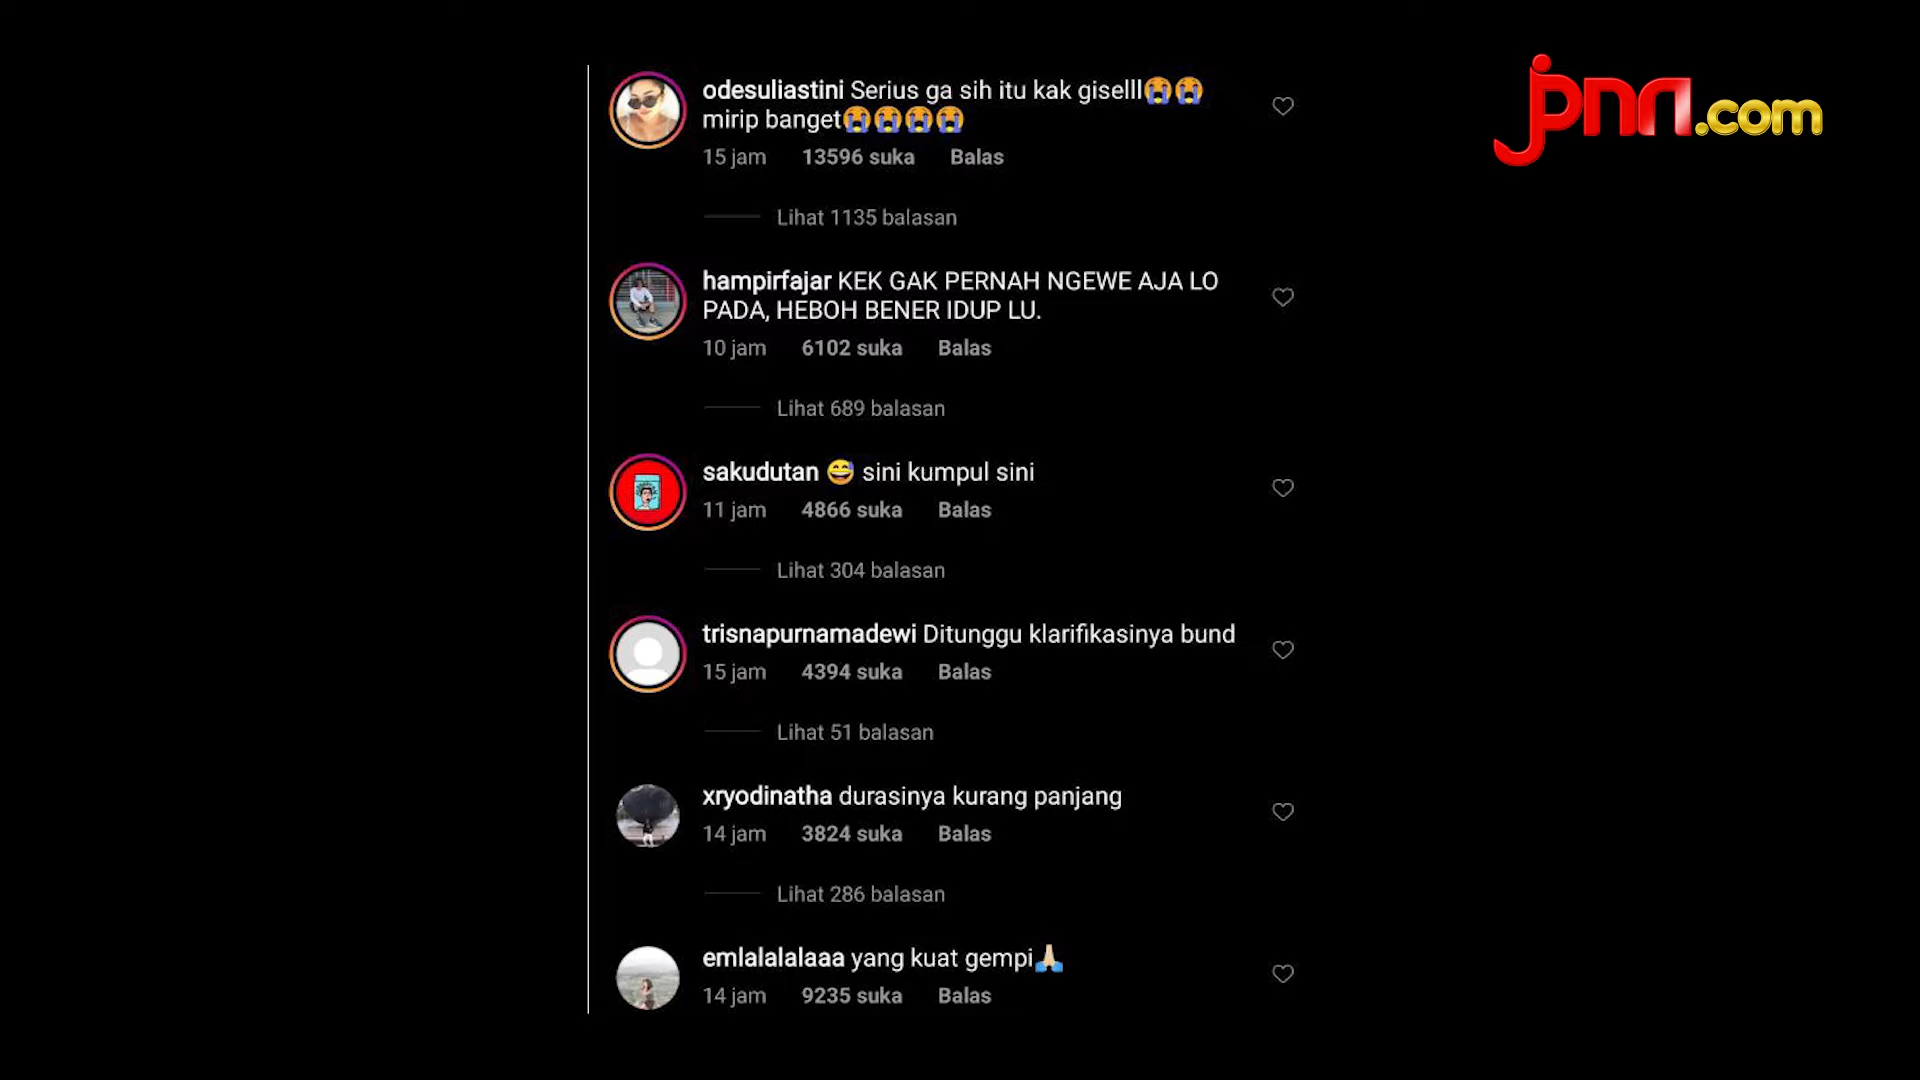 jpnn.com
odesuliastini Serius ga sih itu kak giselll😭😭
mirip banget😭😭😭😭
15 jam 13596 suka Balas
Lihat 1135 balasan
hampirfajar KEK GAK PERNAH NGEWE AJA LO
PADA, HEBOH BENER IDUP LU.
10 jam 6102 suka Balas
Lihat 689 balasan
sakudutan 😅 sini kumpul sini
11 jam 4866 suka Balas
Lihat 304 balasan
trisnapurnamadewi Ditunggu klarifikasinya bund
15 jam 4394 suka Balas
Lihat 51 balasan
xryodinatha durasinya kurang panjang
14 jam 3824 suka Balas
Lihat 286 balasan
emlalalalaaa yang kuat gempi🙏🏻
14 jam 9235 suka Balas